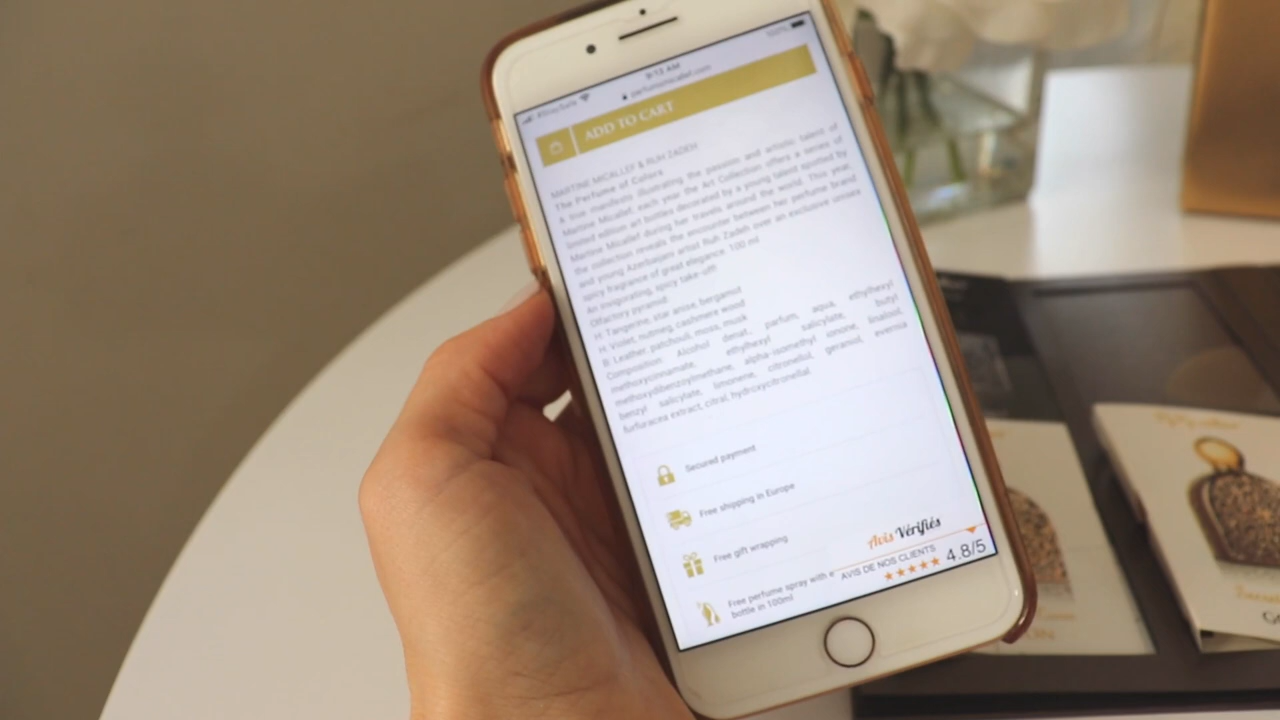 100%
9:13 AM
parfumsmicallef.com
ADD TO CART
MARTINE MICALLEF & RUH ZADEH
The Perfume of Colors
A live manifesto illustrating the passion and artistic talent of
Martine Micallef, each year the Art Collection offers a series of
limited edition art bottles decorated by a young talent spotted by
Martine Micallef during her travels around the world. This year,
the collection reveals the encounter between her perfume brand
and young Azerbaijani artist Ruh Zadeh over an exclusive unisex
spicy fragrance of great elegance. 100 ml
An invigorating, spicy take-off!
Olfactory pyramid:
H: Tangerine, star anise, bergamot
H: Violet, nutmeg, cashmere wood
B: Leather, patchouli, moss, musk
Composition: Alcohol denat., parfum, aqua, ethylhexyl
methoxycinnamate, ethylhexyl salicylate, butyl
methoxydibenzoylmethane, alpha-isomethyl ionone, linalool,
benzyl salicylate, limonene, citronellol, geraniol, evernia
furfuracea extract, citral, hydroxycitronellal.
Secured payment
Free shipping in Europe
Free gift wrapping
Free perfume spray with e
bottle in 100ml
Avis Vérifiés
AVIS DE NOS CLIENTS 4.8/5